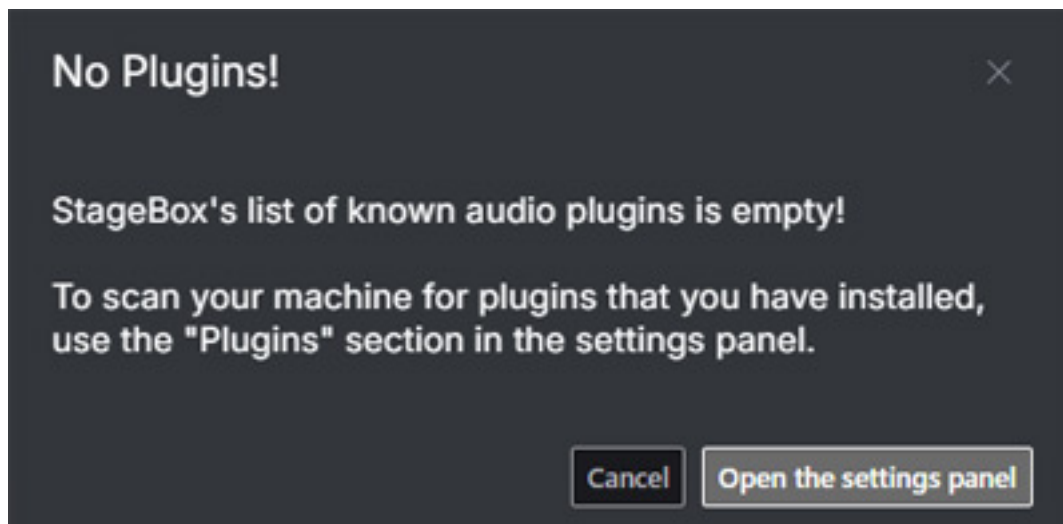 No Plugins!
StageBox's list of known audio plugins is empty!
To scan your machine for plugins that you have installed,
use the "Plugins" section in the settings panel.
Cancel
Open the settings panel